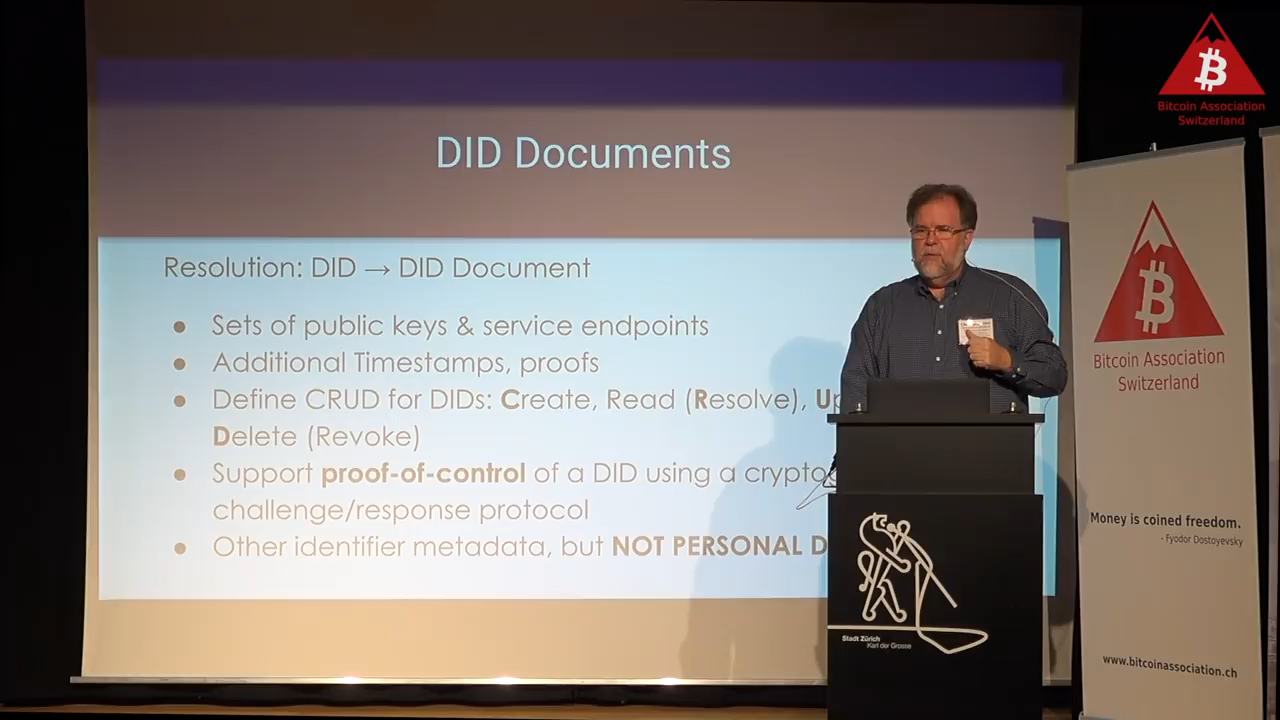 DID Documents
Resolution: DID → DID Document
● Sets of public keys & service endpoints
● Additional Timestamps, proofs
● Define CRUD for DIDs: Create, Read (Resolve), Up
Delete (Revoke)
● Support proof-of-control of a DID using a crypto
challenge/response protocol
● Other identifier metadata, but NOT PERSONAL D
Bitcoin Association
Switzerland
Bitcoin Association
Switzerland
Money is coined freedom.
- Fyodor Dostoyevsky
www.bitcoinassociation.ch
Stadt Zürich
Karl der Grosse